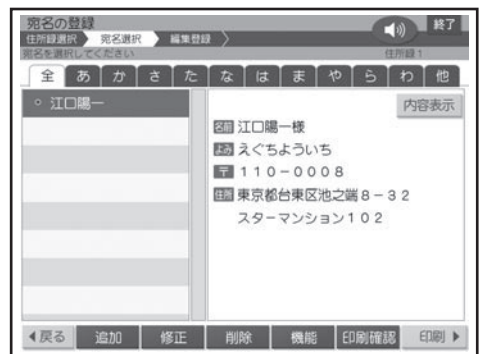 宛名の登録
終了
住所録選択 宛名選択 編集登録
宛名を選択してください 住所録1
全 あ か さ た な は ま や ら わ 他
江口陽一
内容表示
名前 江口陽一様
よみ えぐちよういち
〒 110-0008
住所 東京都台東区池之端8-32
スターマンション102
戻る 追加 修正 削除 機能 印刷確認 印刷